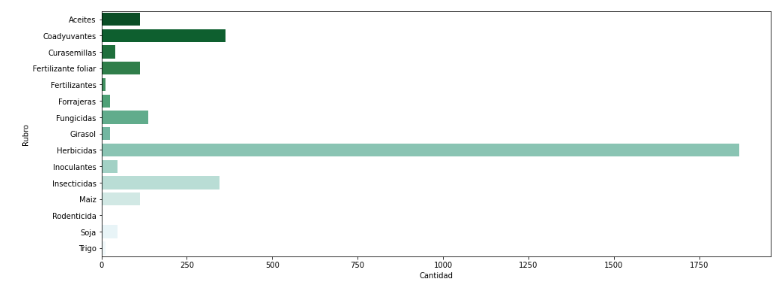 Aceites
Coadyuvantes
Curasemillas
Fertilizante foliar
Fertilizantes
Forrajeras
Fungicidas
Girasol
Herbicidas
Inoculantes
Insecticidas
Maiz
Rodenticida
Soja
Trigo
Rubro
0 250 500 750 1000 1250 1500 1750
Cantidad